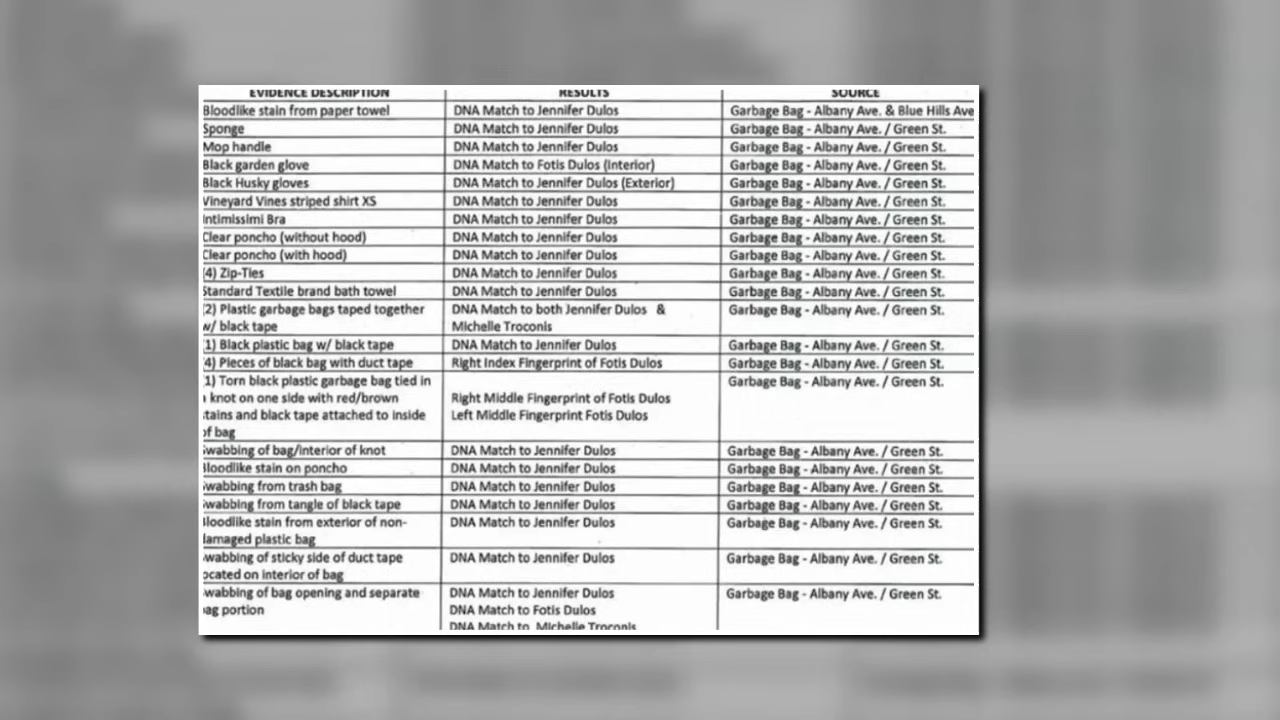 EVIDENCE DESCRIPTION RESULTS SOURCE
Bloodlike stain from paper towel DNA Match to Jennifer Dulos Garbage Bag - Albany Ave. & Blue Hills Ave
Sponge DNA Match to Jennifer Dulos Garbage Bag - Albany Ave. / Green St.
Mop handle DNA Match to Jennifer Dulos Garbage Bag - Albany Ave. / Green St.
Black garden glove DNA Match to Fotis Dulos (Interior) Garbage Bag - Albany Ave. / Green St.
Black Husky gloves DNA Match to Jennifer Dulos (Exterior) Garbage Bag - Albany Ave. / Green St.
Vineyard Vines striped shirt XS DNA Match to Jennifer Dulos Garbage Bag - Albany Ave. / Green St.
Intimissimi Bra DNA Match to Jennifer Dulos Garbage Bag - Albany Ave. / Green St.
Clear poncho (without hood) DNA Match to Jennifer Dulos Garbage Bag - Albany Ave. / Green St.
Clear poncho (with hood) DNA Match to Jennifer Dulos Garbage Bag - Albany Ave. / Green St.
(4) Zip-Ties DNA Match to Jennifer Dulos Garbage Bag - Albany Ave. / Green St.
Standard Textile brand bath towel DNA Match to Jennifer Dulos Garbage Bag - Albany Ave. / Green St.
(2) Plastic garbage bags taped together DNA Match to both Jennifer Dulos & Garbage Bag - Albany Ave. / Green St.
w/ black tape Michelle Troconis
(1) Black plastic bag w/ black tape DNA Match to Jennifer Dulos Garbage Bag - Albany Ave. / Green St.
(4) Pieces of black bag with duct tape Right Index Fingerprint of Fotis Dulos Garbage Bag - Albany Ave. / Green St.
(1) Torn black plastic garbage bag tied in Garbage Bag - Albany Ave. / Green St.
a knot on one side with red/brown Right Middle Fingerprint of Fotis Dulos
stains and black tape attached to inside Left Middle Fingerprint Fotis Dulos
of bag
Swabbing of bag/interior of knot DNA Match to Jennifer Dulos Garbage Bag - Albany Ave. / Green St.
Bloodlike stain on poncho DNA Match to Jennifer Dulos Garbage Bag - Albany Ave. / Green St.
Swabbing from trash bag DNA Match to Jennifer Dulos Garbage Bag - Albany Ave. / Green St.
Swabbing from tangle of black tape DNA Match to Jennifer Dulos Garbage Bag - Albany Ave. / Green St.
Bloodlike stain from exterior of non- DNA Match to Jennifer Dulos Garbage Bag - Albany Ave. / Green St.
damaged plastic bag
Swabbing of sticky side of duct tape DNA Match to Jennifer Dulos Garbage Bag - Albany Ave. / Green St.
located on interior of bag
Swabbing of bag opening and separate DNA Match to Jennifer Dulos Garbage Bag - Albany Ave. / Green St.
bag portion DNA Match to Fotis Dulos
DNA Match to Michelle Troconis